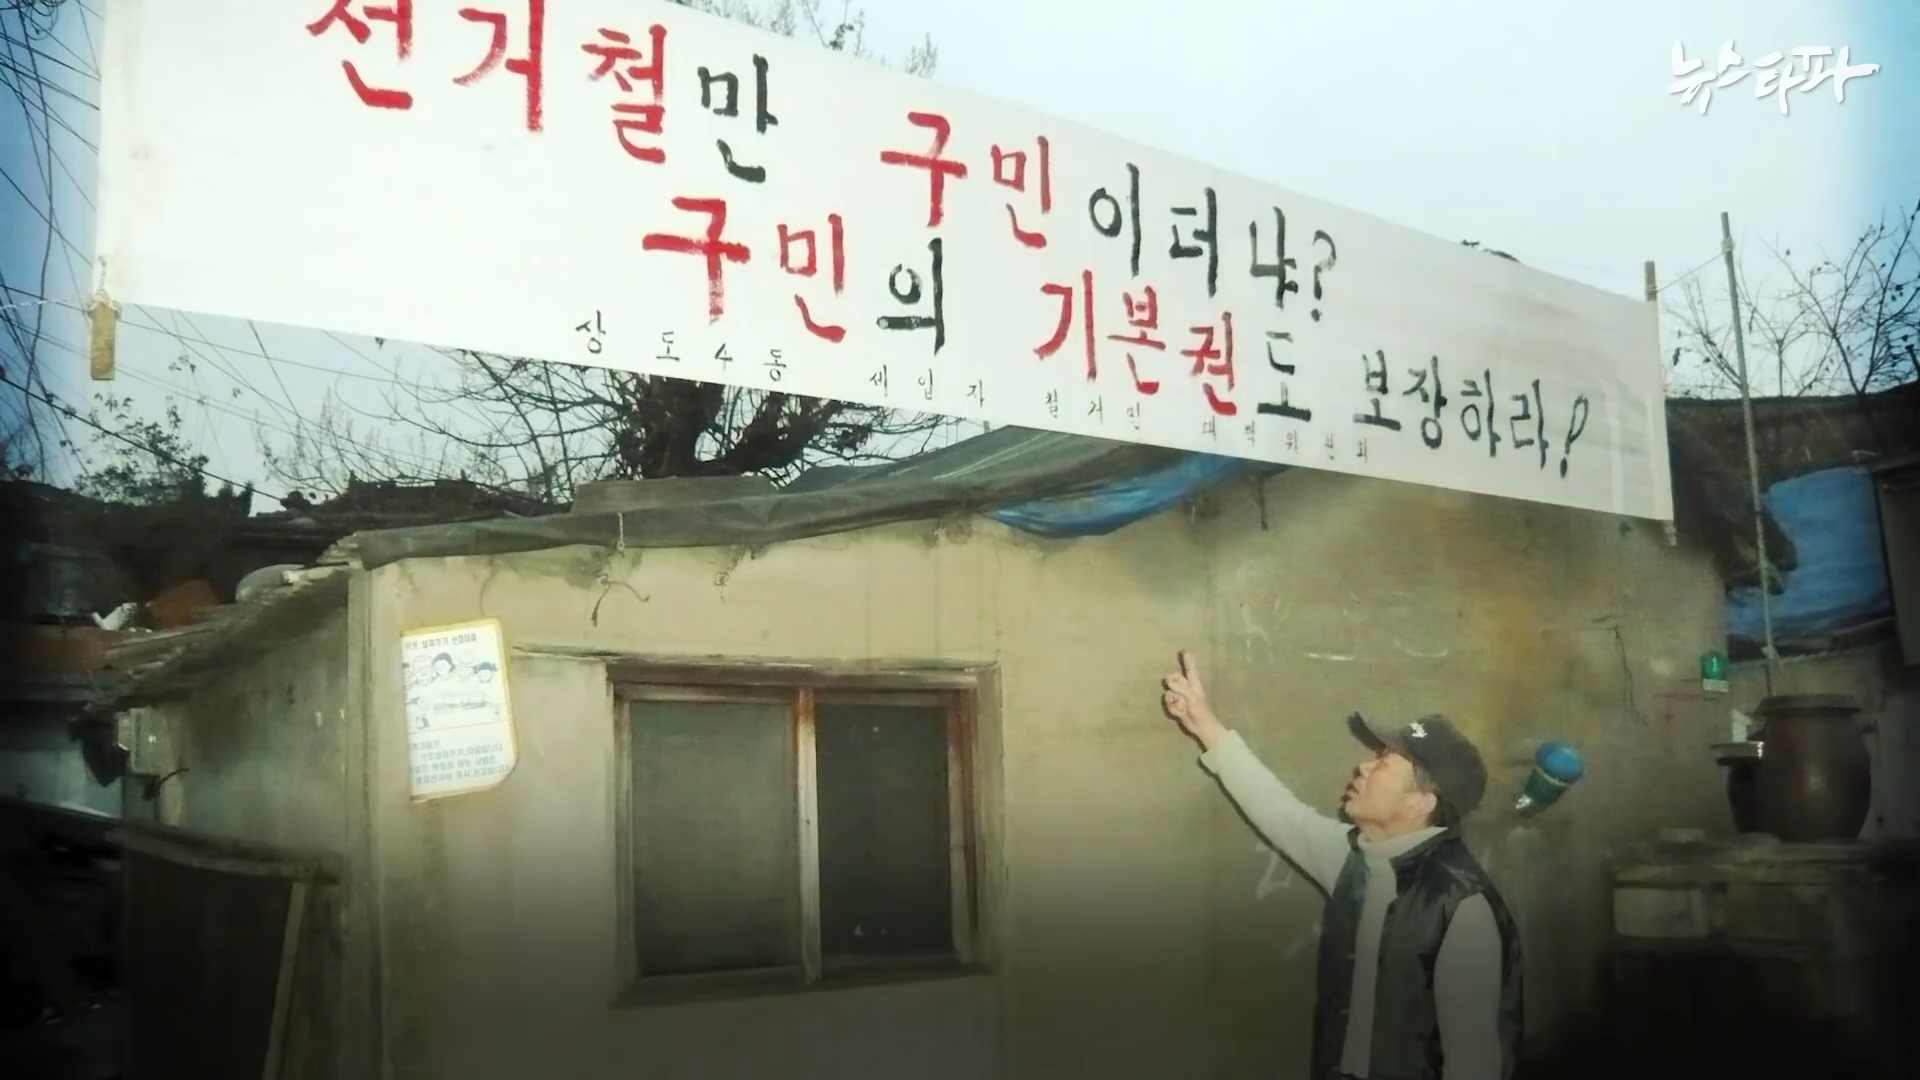 뉴스타파
선거철만 구민이더냐?
구민의 기본권도 보장하라!
상도4동 세입자 철거민 대책위원회